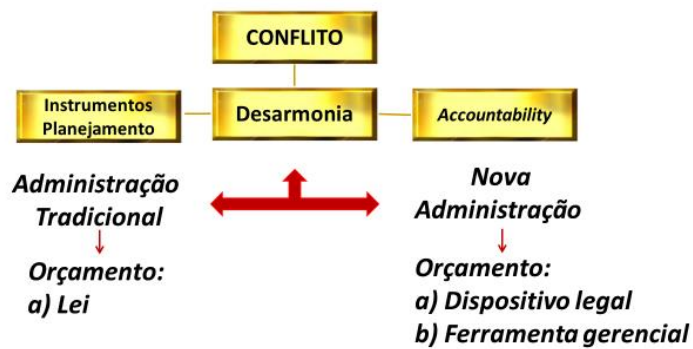 CONFLITO
Instrumentos
Planejamento
Desarmonia
Accountability
Administração
Tradicional
Nova
Administração
Orçamento:
a) Lei
Orçamento:
a) Dispositivo legal
b) Ferramenta gerencial